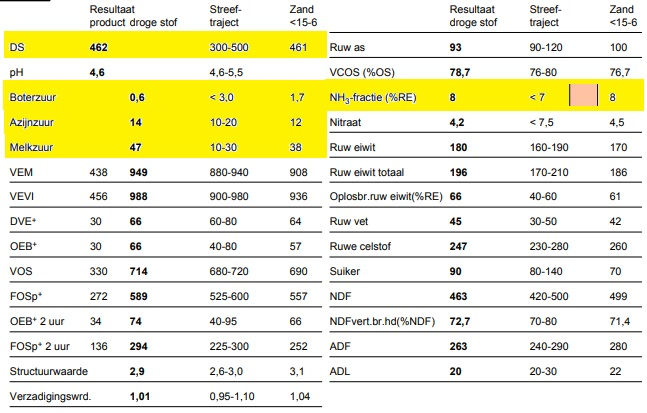 Resultaat product droge stof Streef-traject Zand <15-6
DS 462 300-500 461
pH 4,6 4,6-5,5
Boterzuur 0,6 < 3,0 1,7
Azijnzuur 14 10-20 12
Melkzuur 47 10-30 38
VEM 438 949 880-940 908
VEVI 456 988 900-980 936
DVE⁺ 30 66 60-80 64
OEB⁺ 30 66 40-80 57
VOS 330 714 680-720 690
FOSp⁺ 272 589 525-600 557
OEB⁺ 2 uur 34 74 40-95 66
FOSp⁺ 2 uur 136 294 225-300 252
Structuurwaarde 2,9 2,6-3,0 3,1
Verzadigingswrd. 1,01 0,95-1,10 1,04
Resultaat droge stof Streef-traject Zand <15-6
Ruw as 93 90-120 100
VCOS (%OS) 78,7 76-80 76,7
NH₃-fractie (%RE) 8 < 7 8
Nitraat 4,2 < 7,5 4,5
Ruw eiwit 180 160-190 170
Ruw eiwit totaal 196 170-210 186
Oplosbr.ruw eiwit(%RE) 66 40-60 61
Ruw vet 45 30-50 42
Ruwe celstof 247 230-280 260
Suiker 90 80-140 70
NDF 463 420-500 499
NDFvert.br.hd(%NDF) 72,7 70-80 71,4
ADF 263 240-290 280
ADL 20 20-30 22